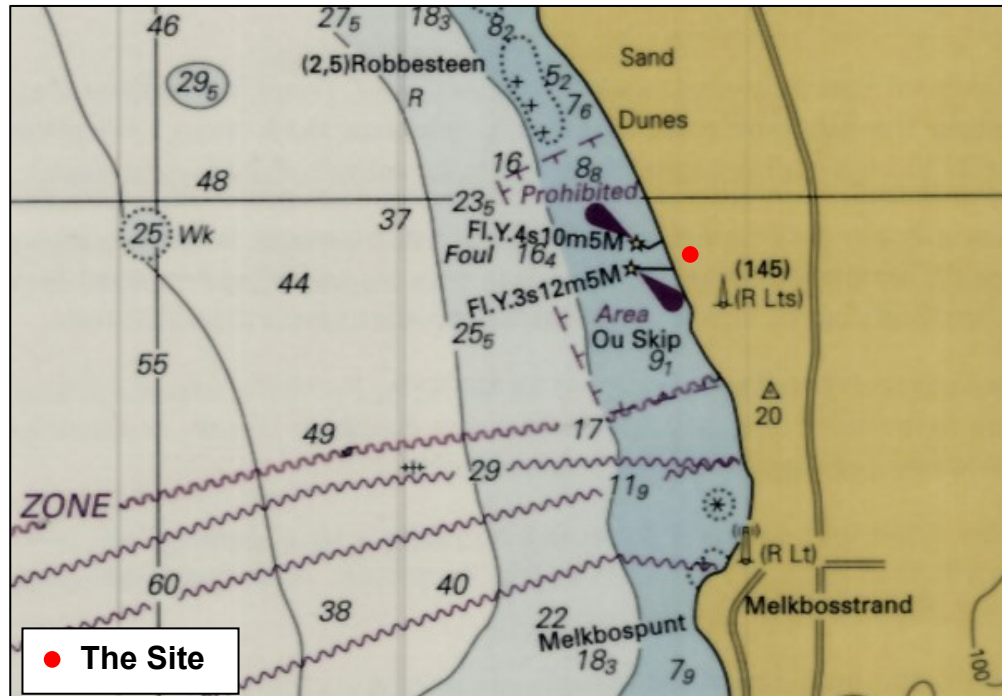 46
27₅
18₃
8₂
Sand
(2,5)Robbesteen
5₂
29₅
R
7₆
Dunes
16
8₈
48
Prohibited
23₅
37
25 Wk
Fl.Y.4s10m5M
Foul 16₄
44
Fl.Y.3s12m5M
(145)
(R Lts)
Area
Ou Skip
25₅
9₁
55
20
49
17
29
11₉
ZONE
(R Lt)
60
40
38
22
Melkbosstrand
Melkbospunt
18₃
7₉
100
The Site